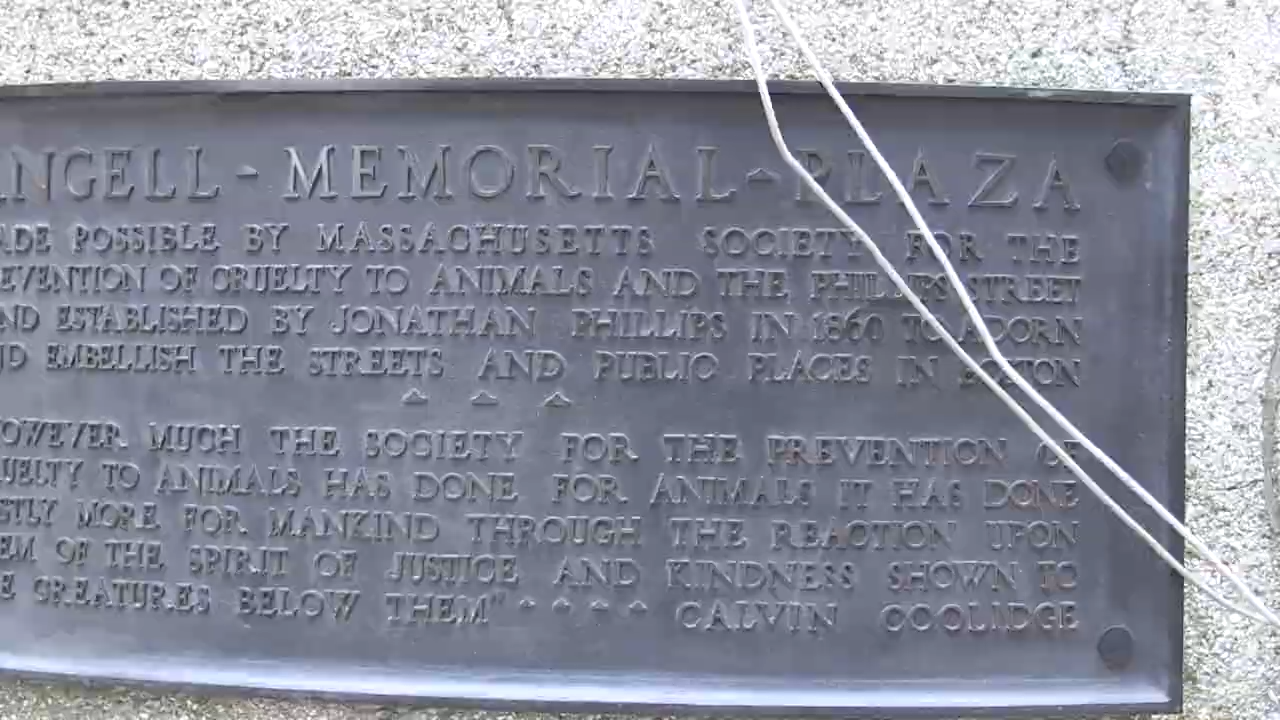 ANGELL - MEMORIAL - PLAZA
ADE POSSIBLE BY MASSACHUSETTS SOCIETY FOR THE
EVENTION OF CRUELTY TO ANIMALS AND THE PHILLIPS STREET
ND ESTABLISHED BY JONATHAN PHILLIPS IN 1860 TO ADORN
ND EMBELLISH THE STREETS AND PUBLIC PLACES IN BOSTON
OWEVER MUCH THE SOCIETY FOR THE PREVENTION OF
UELTY TO ANIMALS HAS DONE FOR ANIMALS IT HAS DONE
STLY MORE FOR MANKIND THROUGH THE REACTION UPON
EM OF THE SPIRIT OF JUSTICE AND KINDNESS SHOWN TO
E CREATURES BELOW THEM" CALVIN COOLIDGE